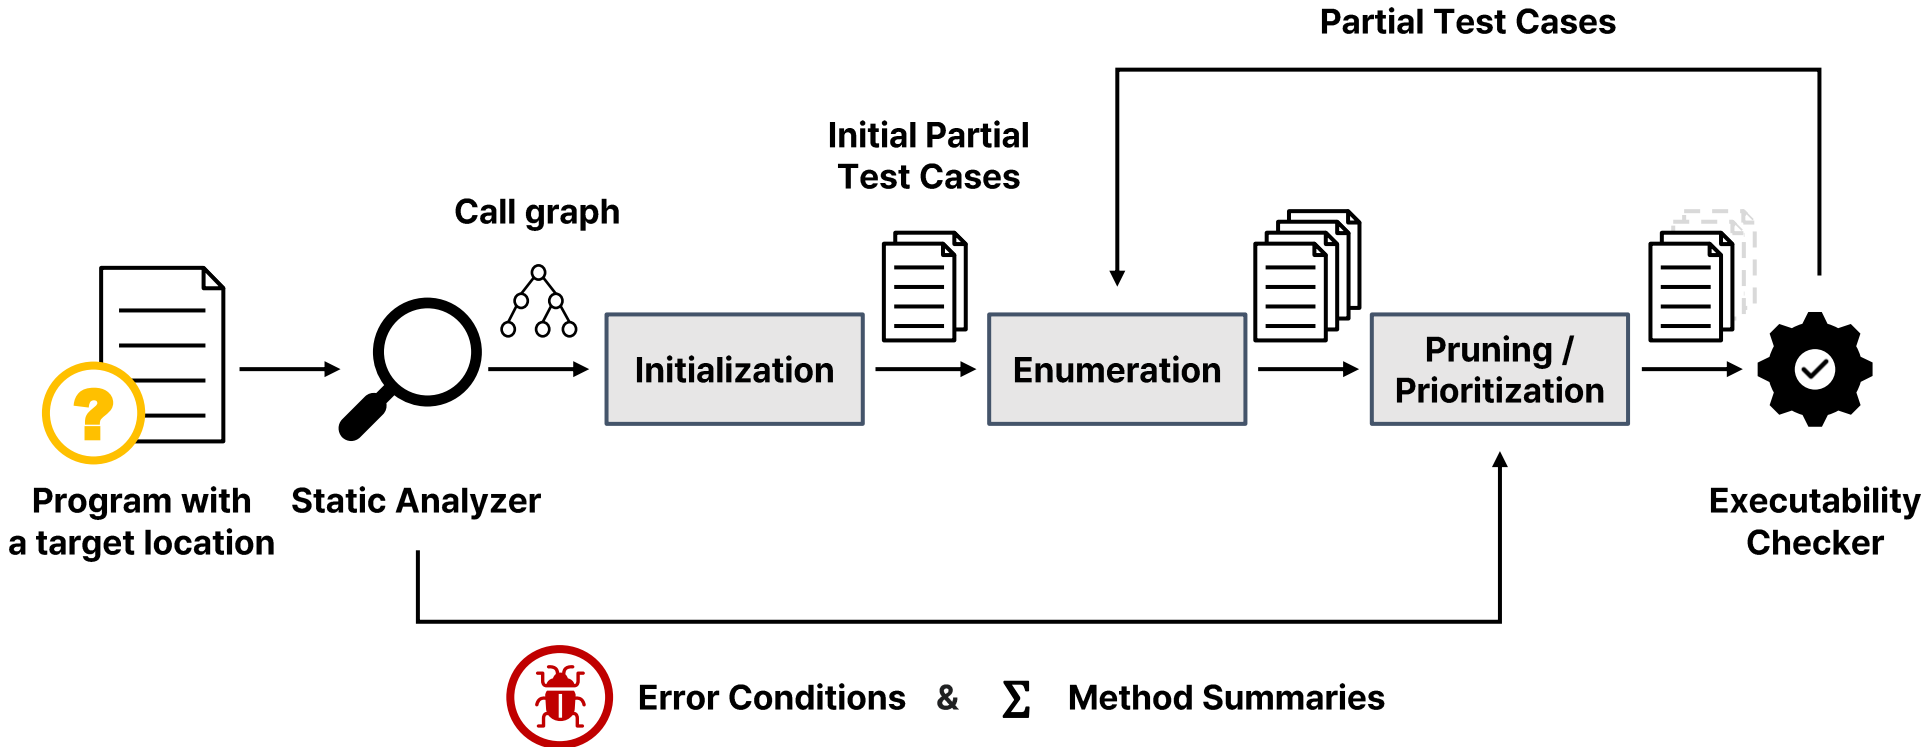 Partial Test Cases
Initial Partial
Test Cases
Call graph
?
Initialization
Enumeration
Pruning /
Prioritization
Program with
a target location
Static Analyzer
Executability
Checker
Error Conditions & Σ Method Summaries